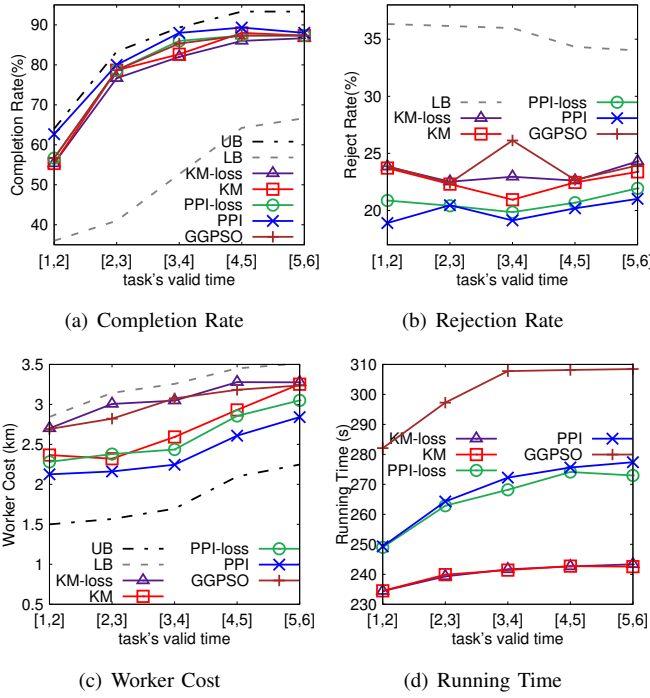 90
80
70
60
50
40
Completion Rate(%)
UB
LB
KM-loss
KM
PPI-loss
PPI
GGPSO
[1,2] [2,3] [3,4] [4,5] [5,6]
task's valid time
(a) Completion Rate
35
30
25
20
Reject Rate(%)
LB PPI-loss
KM-loss PPI
KM GGPSO
[1,2] [2,3] [3,4] [4,5] [5,6]
task's valid time
(b) Rejection Rate
3.5
3
2.5
2
1.5
1
0.5
Worker Cost (km)
UB PPI-loss
LB PPI
KM-loss GGPSO
KM
[1,2] [2,3] [3,4] [4,5] [5,6]
task's valid time
(c) Worker Cost
310
300
290
280
270
260
250
240
230
Running Time (s)
KM-loss PPI
KM GGPSO
PPI-loss
[1,2] [2,3] [3,4] [4,5] [5,6]
task's valid time
(d) Running Time